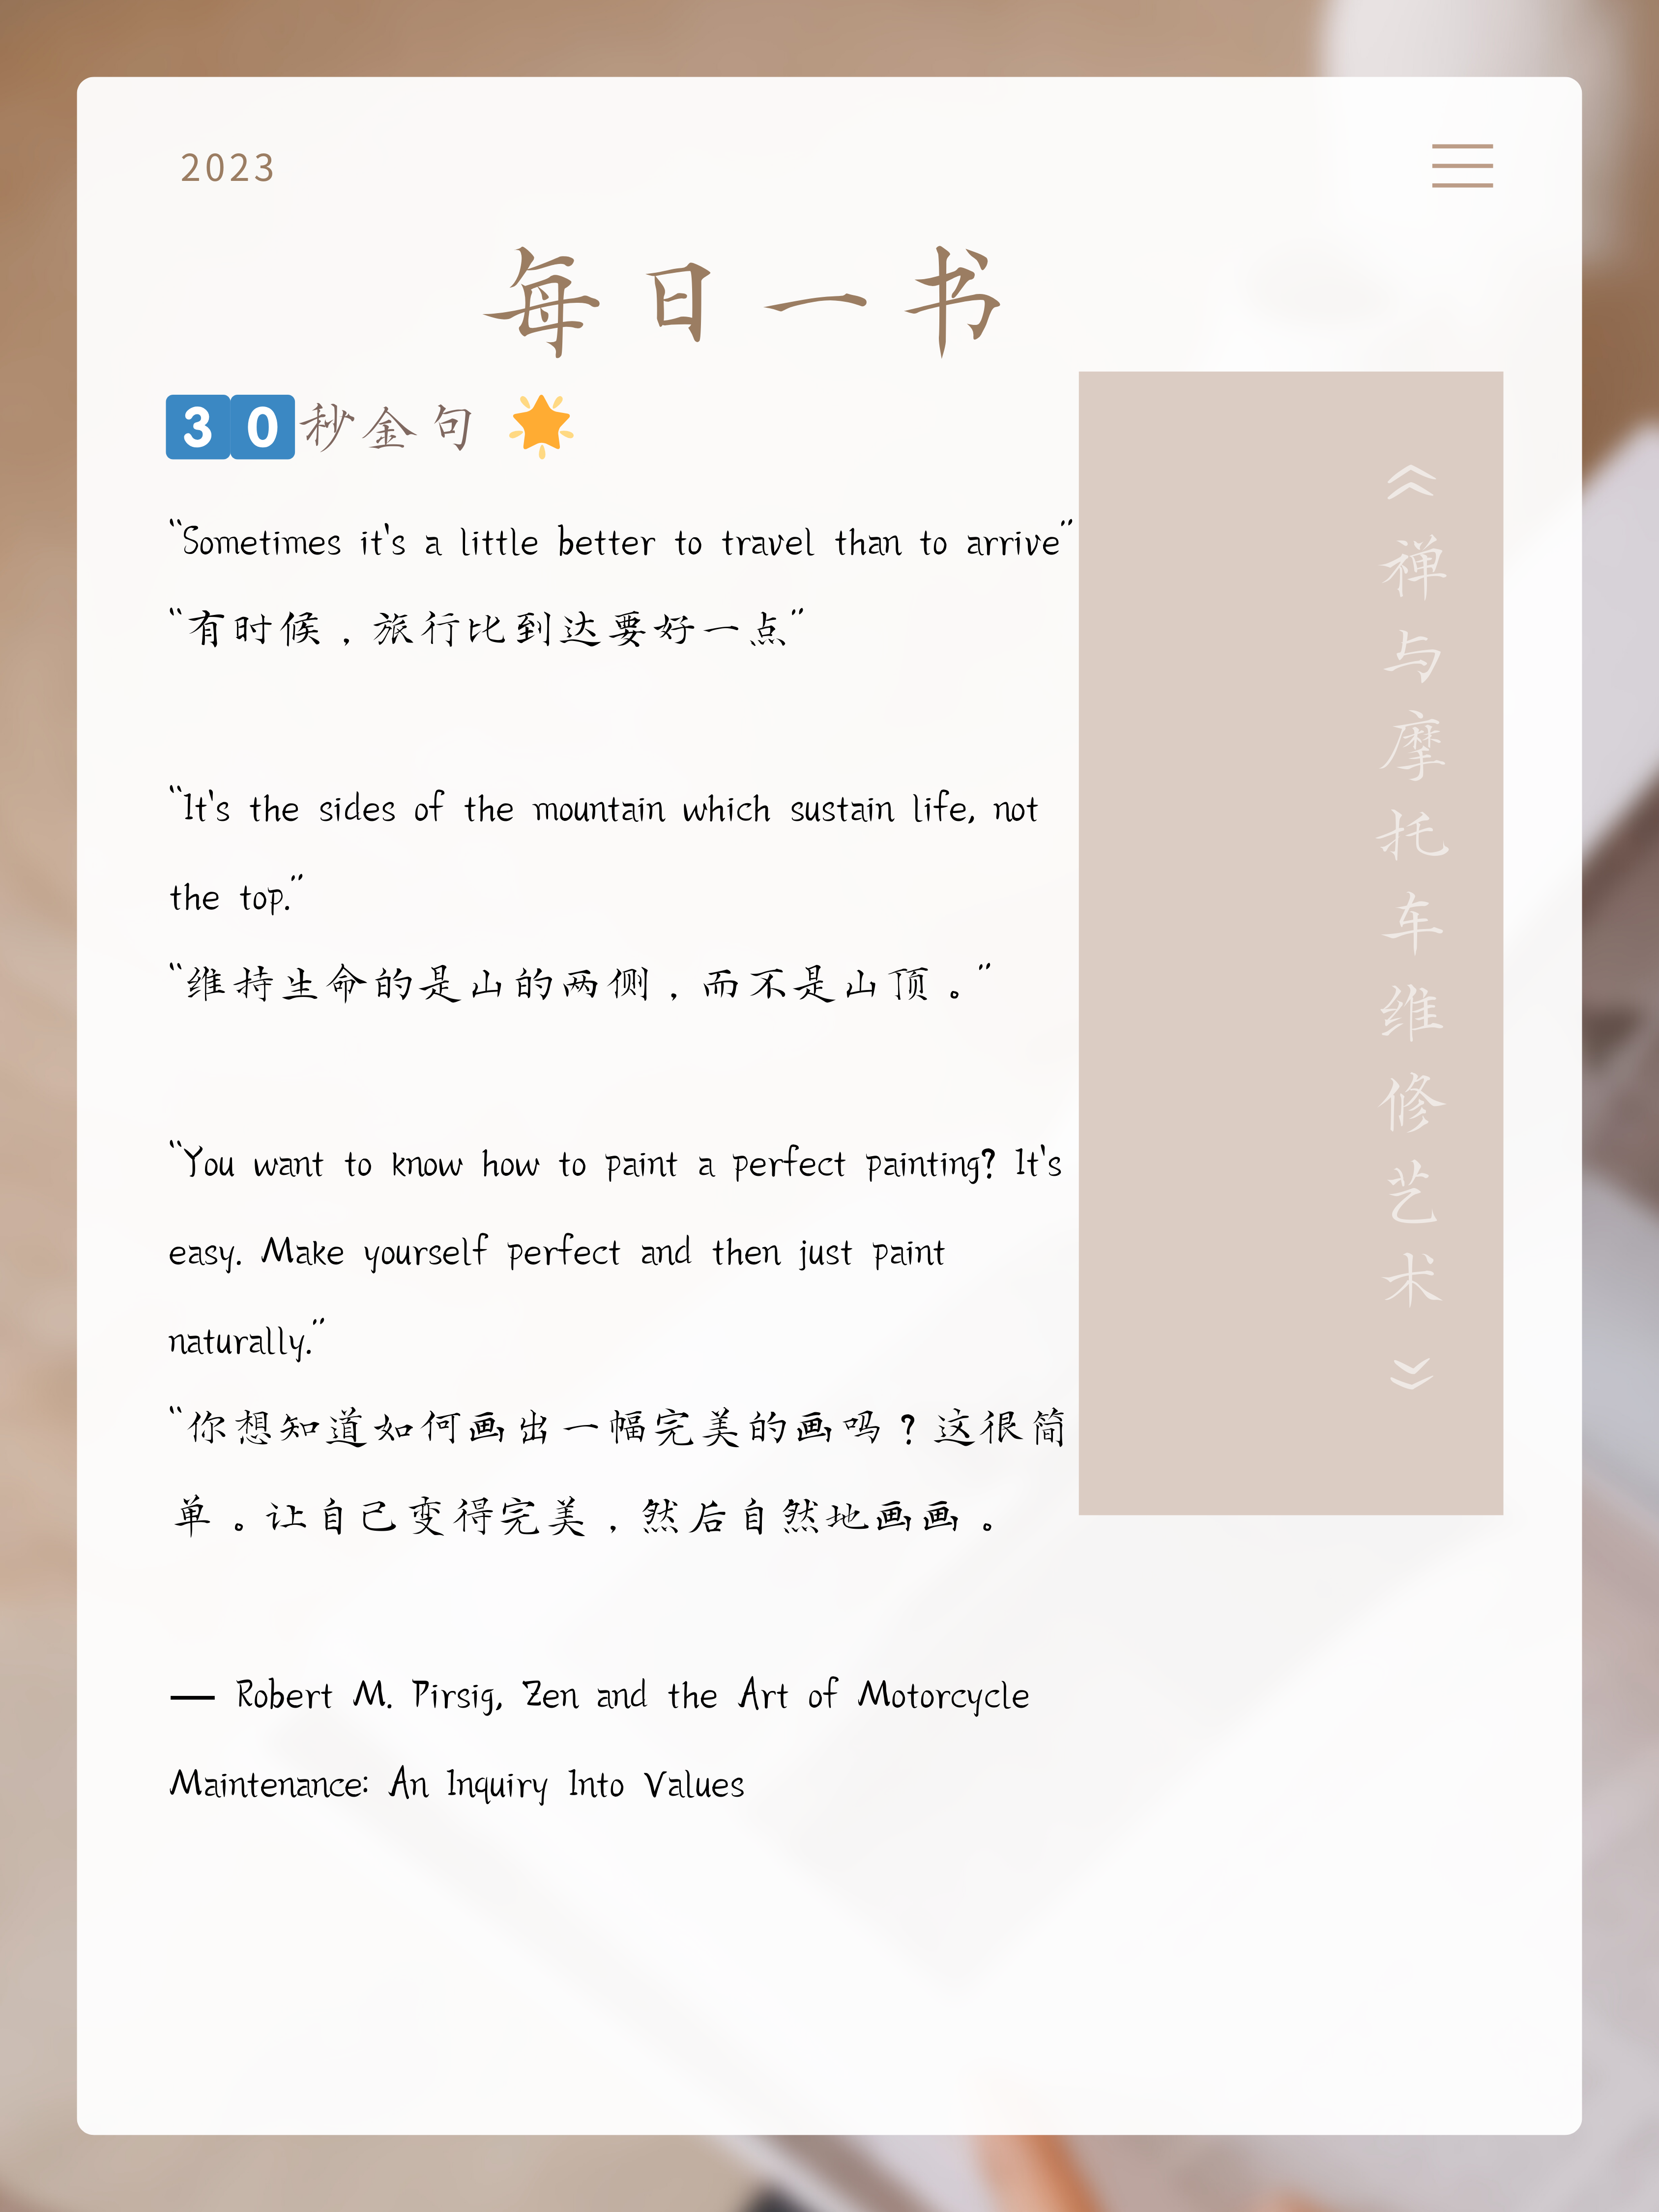 2023
每日一书
30秒金句 🌟
“Sometimes it's a little better to travel than to arrive”
“有时候，旅行比到达要好一点”
“It's the sides of the mountain which sustain life, not
the top.”
“维持生命的是山的两侧，而不是山顶。”
“You want to know how to paint a perfect painting? It's
easy. Make yourself perfect and then just paint
naturally.”
“你想知道如何画出一幅完美的画吗？这很简
单。让自己变得完美，然后自然地画画。
— Robert M. Pirsig, Zen and the Art of Motorcycle
Maintenance: An Inquiry Into Values
《禅与摩托车维修艺术》